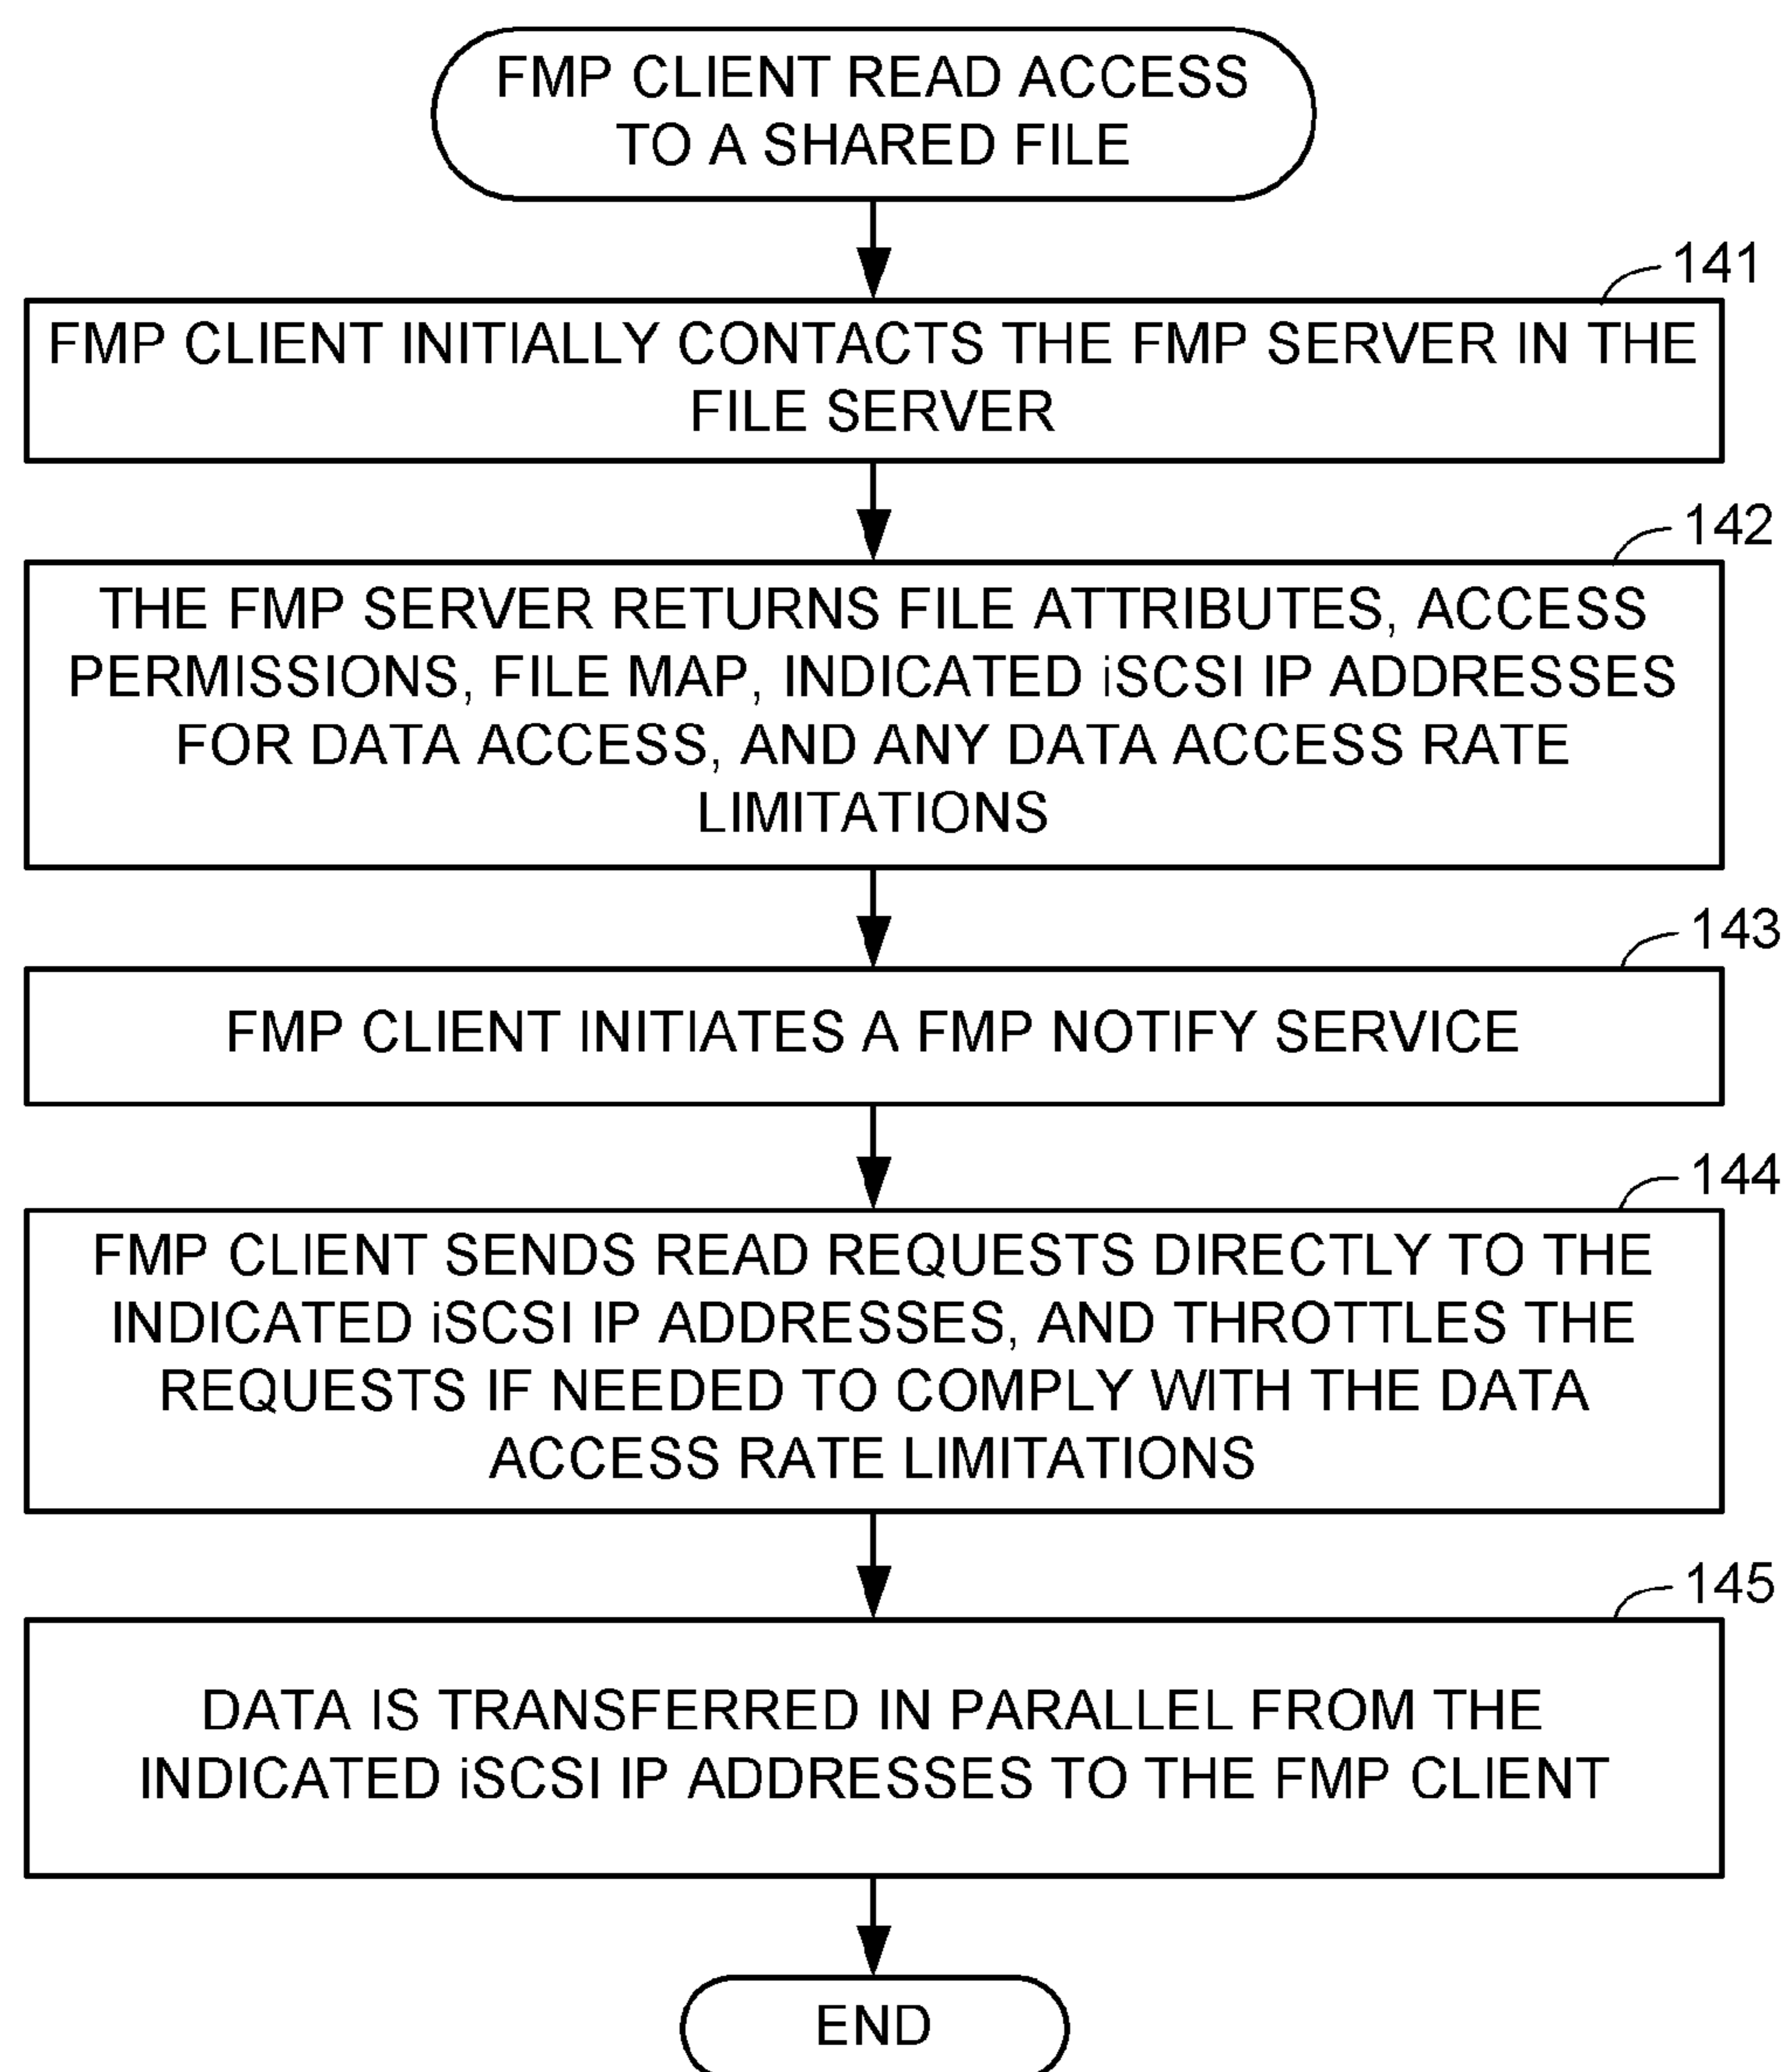 FMP CLIENT READ ACCESS
TO A SHARED FILE
141
FMP CLIENT INITIALLY CONTACTS THE FMP SERVER IN THE
FILE SERVER
142
THE FMP SERVER RETURNS FILE ATTRIBUTES, ACCESS
PERMISSIONS, FILE MAP, INDICATED iSCSI IP ADDRESSES
FOR DATA ACCESS, AND ANY DATA ACCESS RATE
LIMITATIONS
143
FMP CLIENT INITIATES A FMP NOTIFY SERVICE
144
FMP CLIENT SENDS READ REQUESTS DIRECTLY TO THE
INDICATED iSCSI IP ADDRESSES, AND THROTTLES THE
REQUESTS IF NEEDED TO COMPLY WITH THE DATA
ACCESS RATE LIMITATIONS
145
DATA IS TRANSFERRED IN PARALLEL FROM THE
INDICATED iSCSI IP ADDRESSES TO THE FMP CLIENT
END